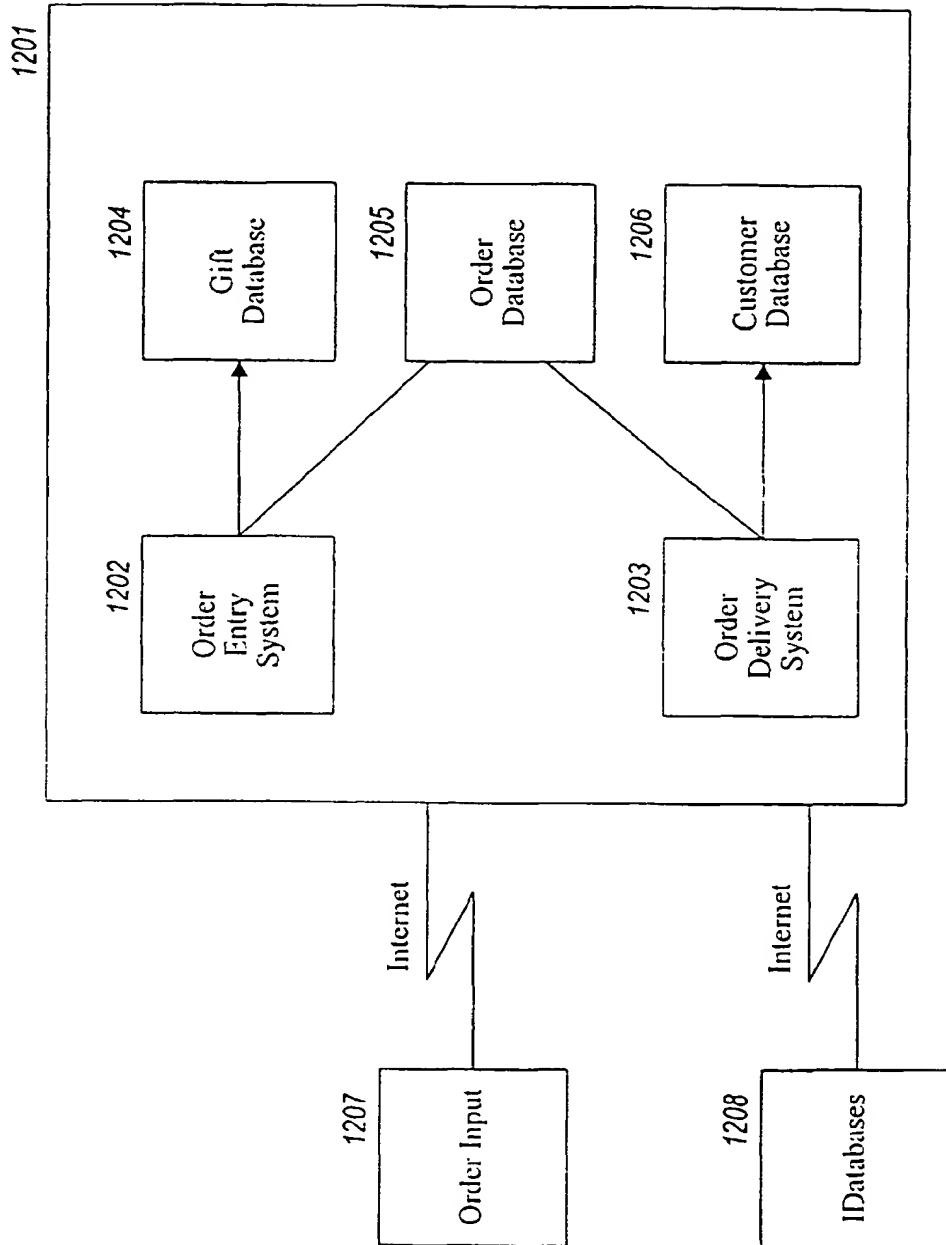 1201
1202
Order
Entry
System
1204
Gift
Database
1205
Order
Database
1207
Order Input
Internet
1203
Order
Delivery
System
1206
Customer
Database
1208
IDatabases
Internet